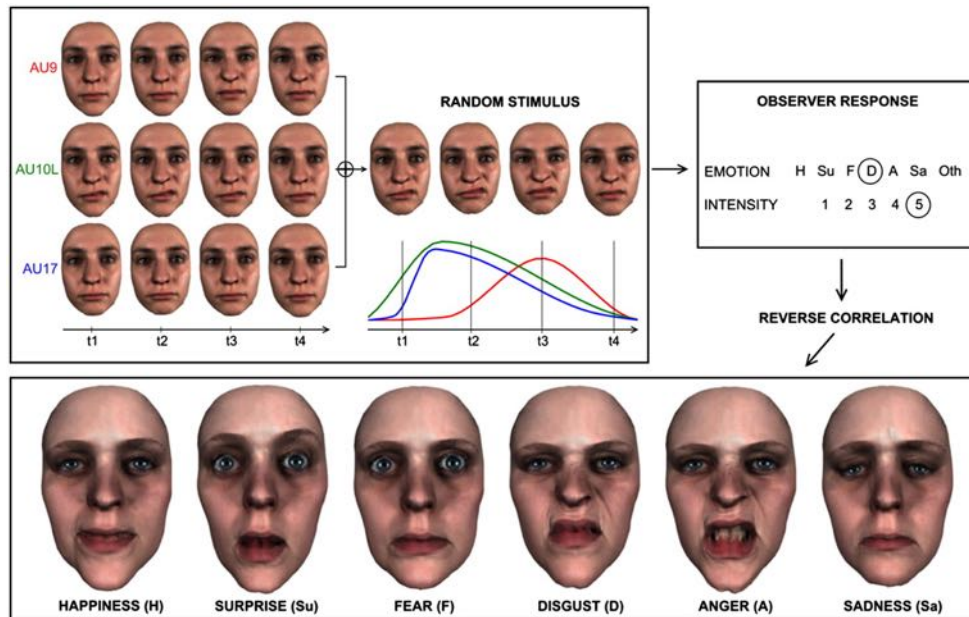 AU9
AU10L
AU17
t1 t2 t3 t4
RANDOM STIMULUS
t1 t2 t3 t4
OBSERVER RESPONSE
EMOTION H Su F D A Sa Oth
INTENSITY 1 2 3 4 5
REVERSE CORRELATION
HAPPINESS (H) SURPRISE (Su) FEAR (F) DISGUST (D) ANGER (A) SADNESS (Sa)